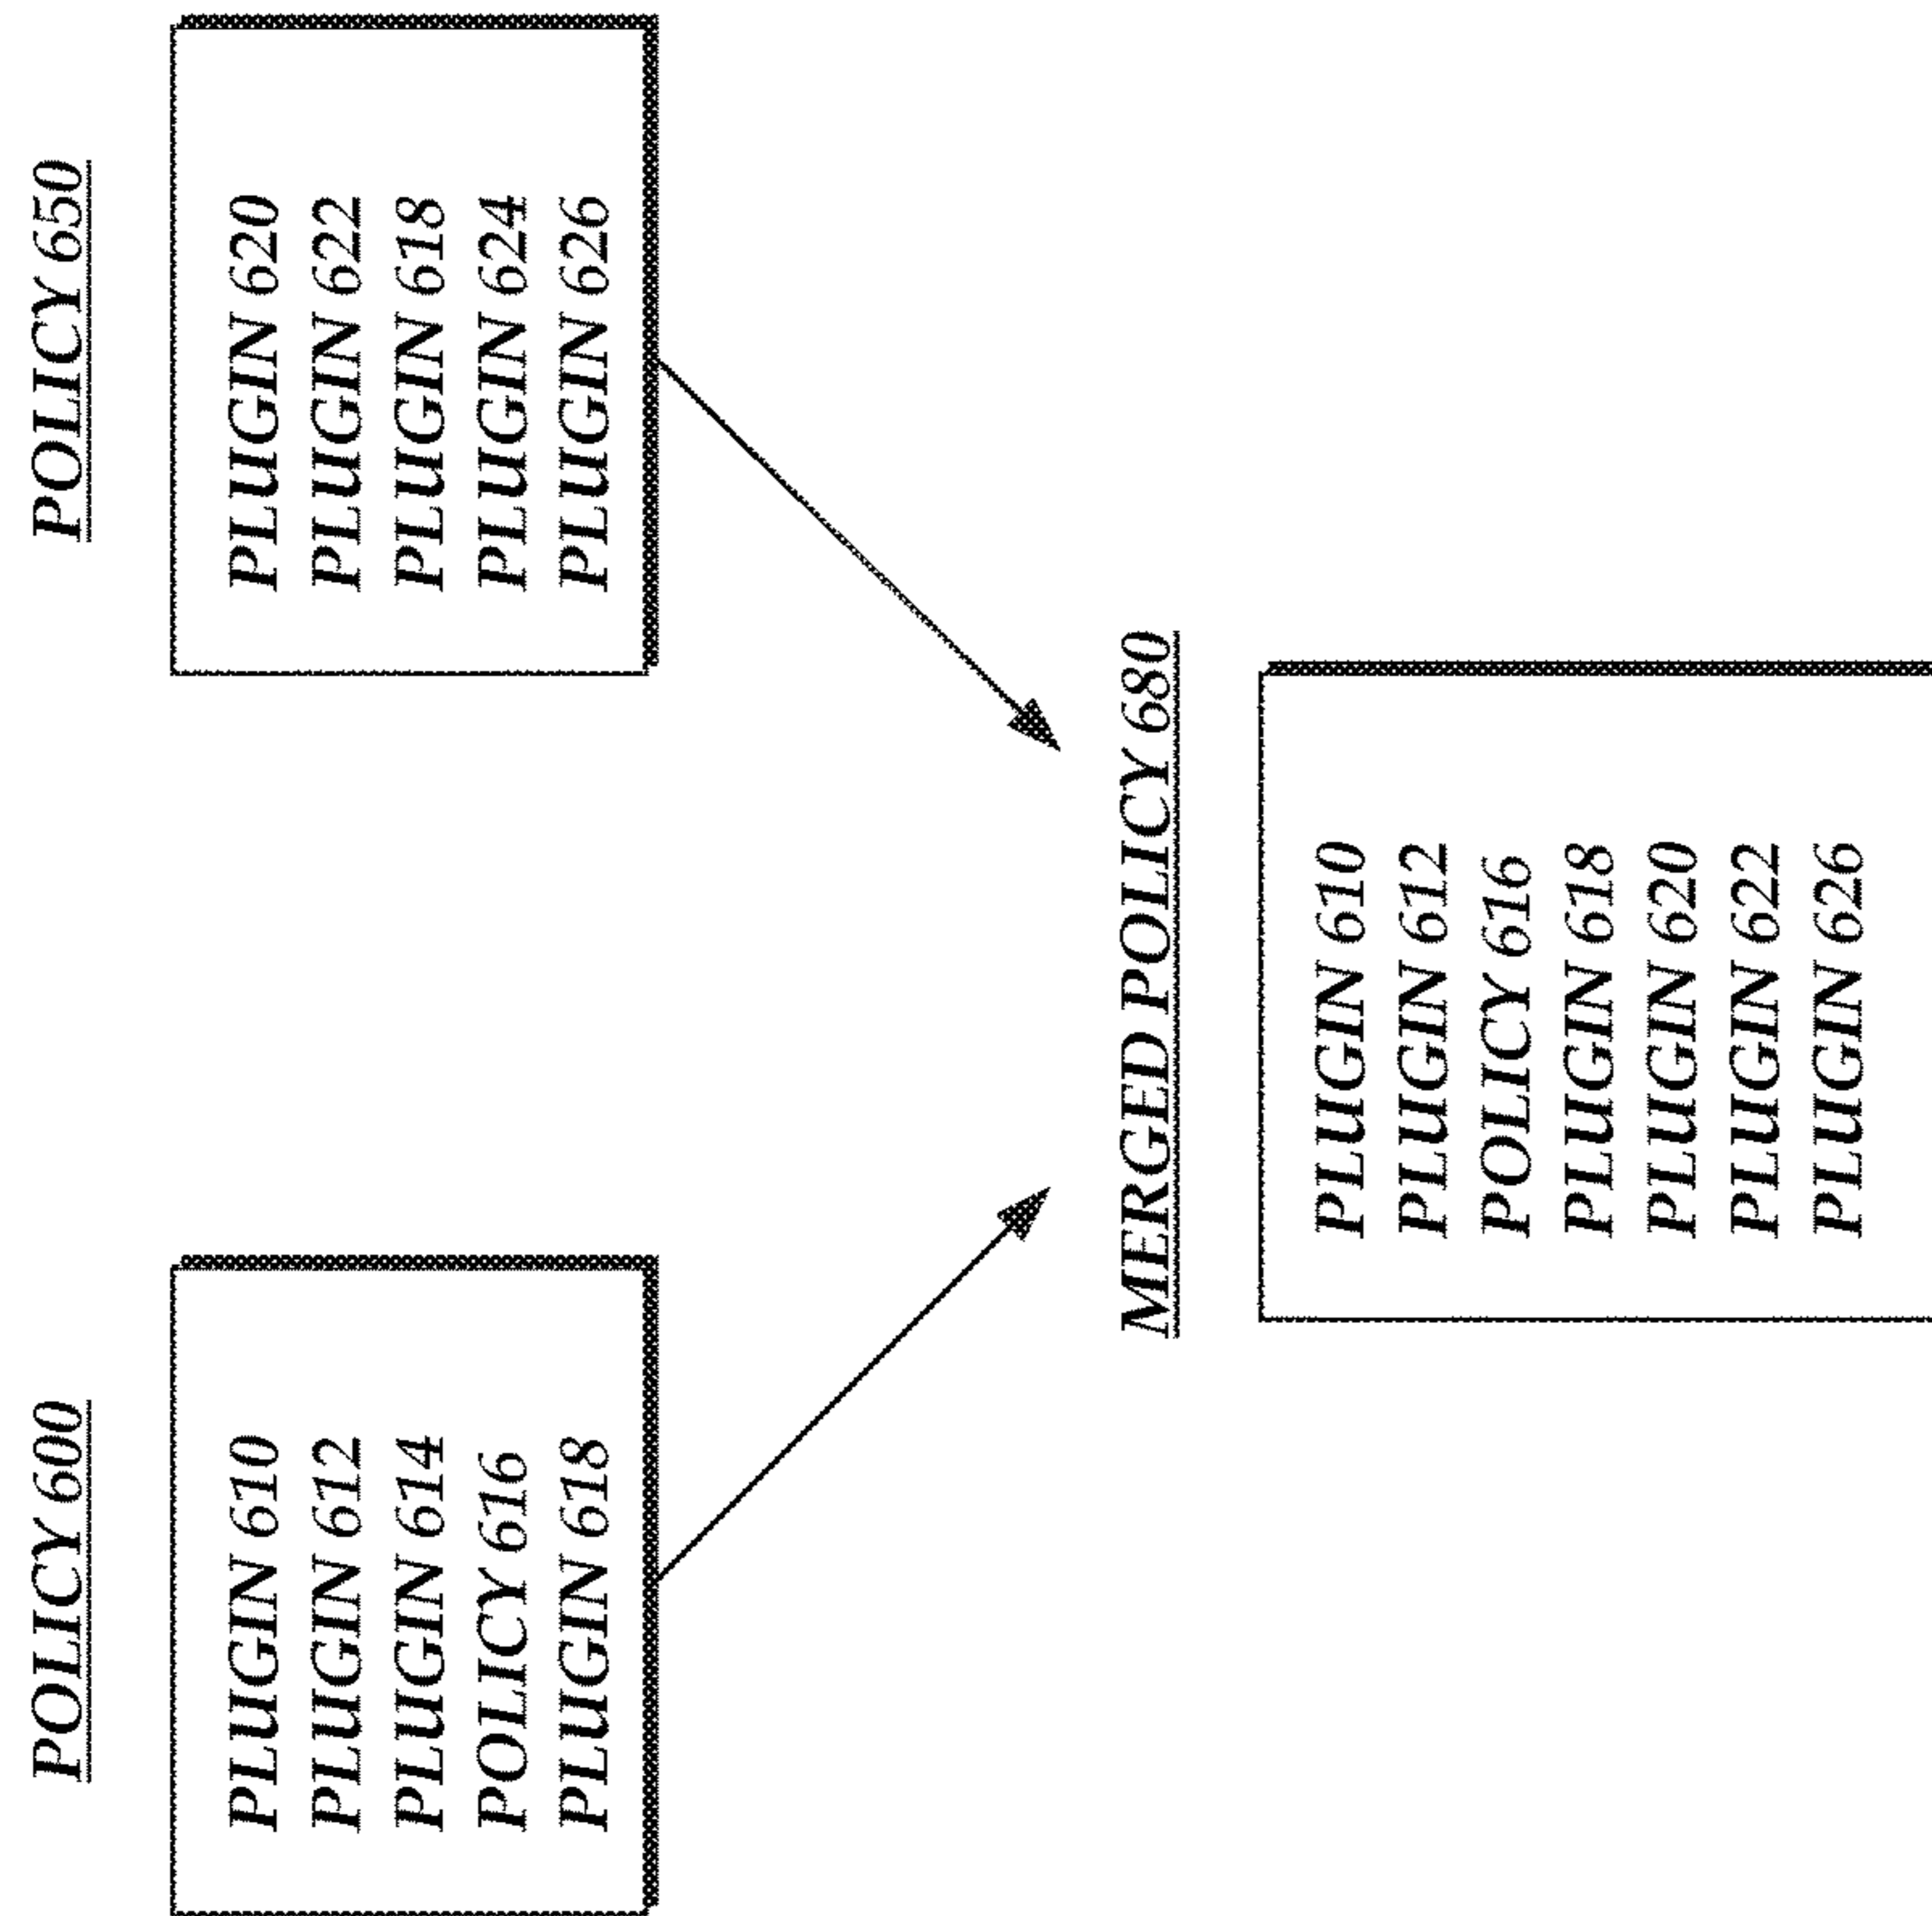 POLICY 600
PLUGIN 610
PLUGIN 612
PLUGIN 614
POLICY 616
PLUGIN 618
POLICY 650
PLUGIN 620
PLUGIN 622
PLUGIN 618
PLUGIN 624
PLUGIN 626
MERGED POLICY 680
PLUGIN 610
PLUGIN 612
POLICY 616
PLUGIN 618
PLUGIN 620
PLUGIN 622
PLUGIN 626